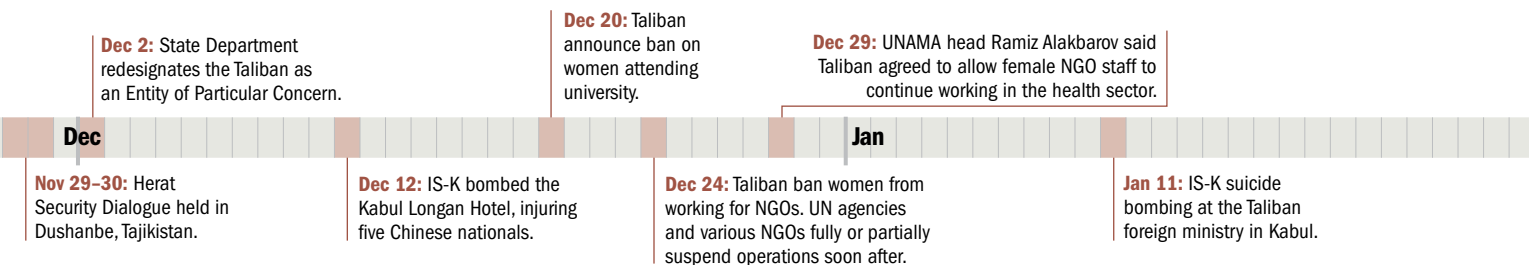 Dec 2: State Department
redesignates the Taliban as
an Entity of Particular Concern.
Dec 20: Taliban
announce ban on
women attending
university.
Dec 29: UNAMA head Ramiz Alakbarov said
Taliban agreed to allow female NGO staff to
continue working in the health sector.
Dec
Jan
Nov 29–30: Herat
Security Dialogue held in
Dushanbe, Tajikistan.
Dec 12: IS-K bombed the
Kabul Longan Hotel, injuring
five Chinese nationals.
Dec 24: Taliban ban women from
working for NGOs. UN agencies
and various NGOs fully or partially
suspend operations soon after.
Jan 11: IS-K suicide
bombing at the Taliban
foreign ministry in Kabul.